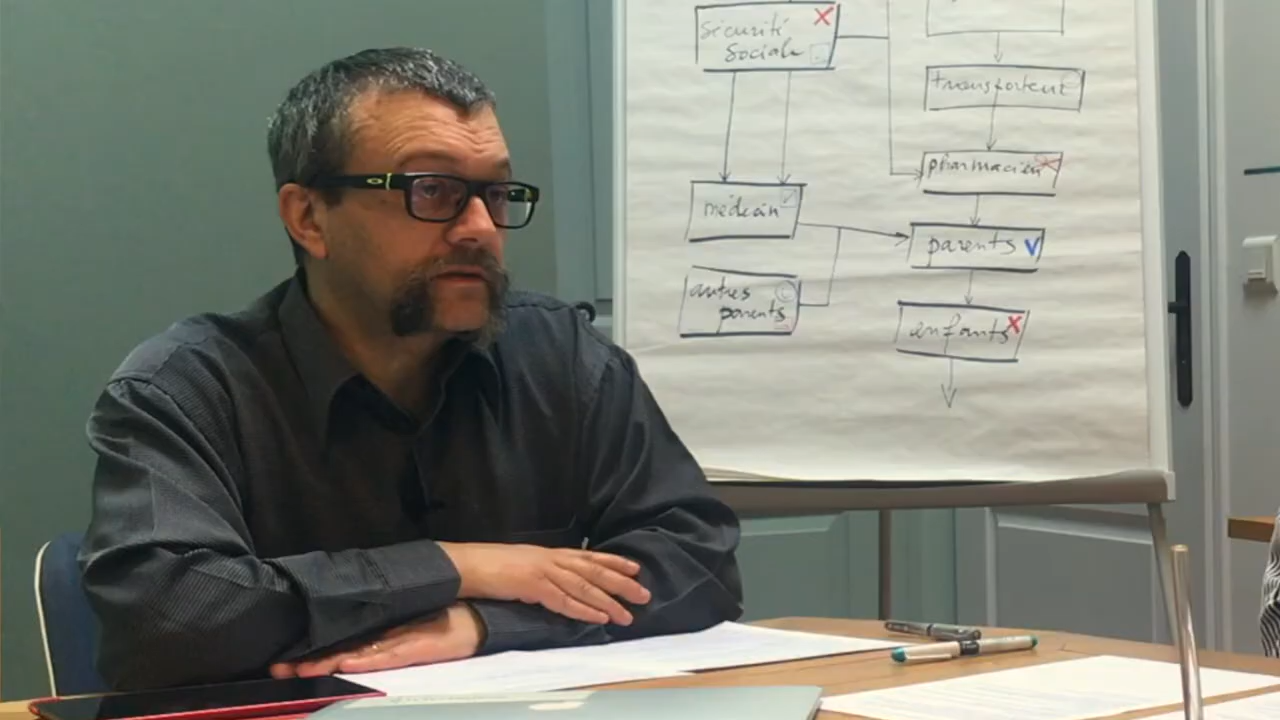 sécurité
sociale
médecin
autres
parents
transporteur
pharmacien
parents
enfants